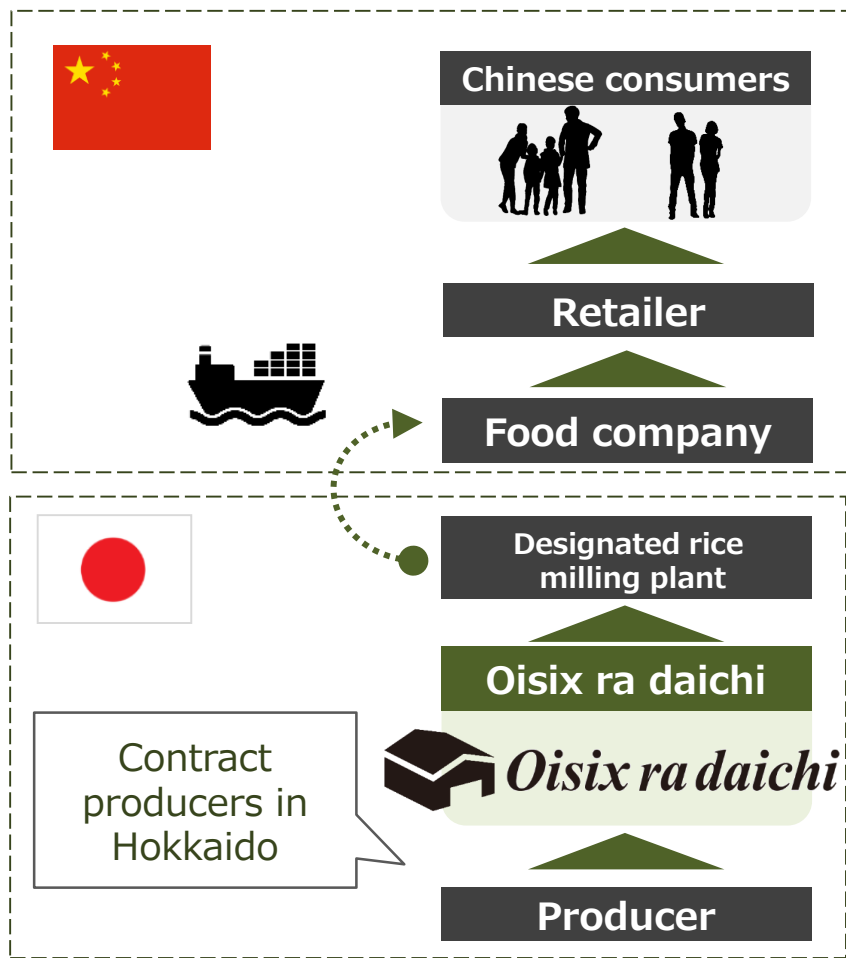 Chinese consumers
Retailer
Food company
Designated rice
milling plant
Oisix ra daichi
Oisix ra daichi
Contract
producers in
Hokkaido
Producer